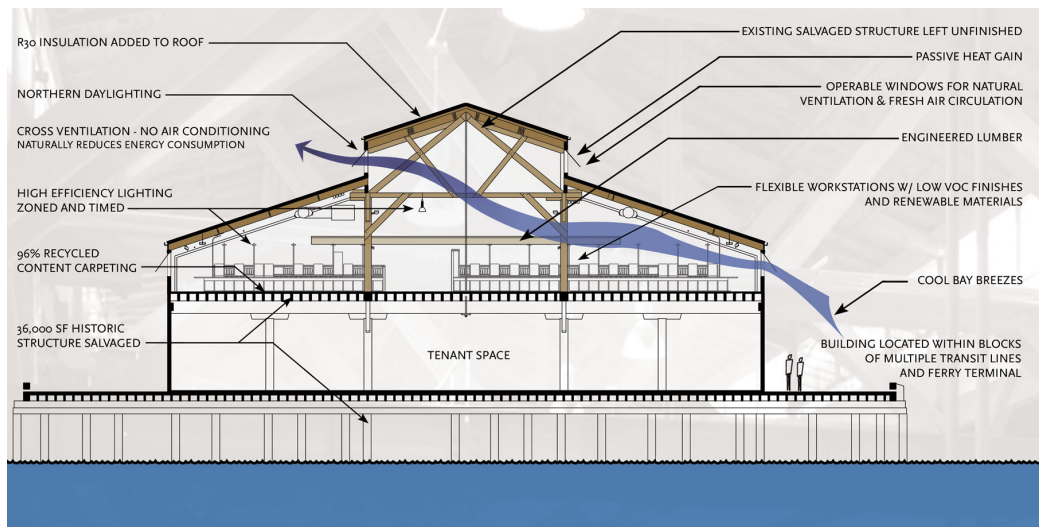 R30 INSULATION ADDED TO ROOF
NORTHERN DAYLIGHTING
CROSS VENTILATION - NO AIR CONDITIONING
NATURALLY REDUCES ENERGY CONSUMPTION
HIGH EFFICIENCY LIGHTING
ZONED AND TIMED
96% RECYCLED
CONTENT CARPETING
36,000 SF HISTORIC
STRUCTURE SALVAGED
TENANT SPACE
EXISTING SALVAGED STRUCTURE LEFT UNFINISHED
PASSIVE HEAT GAIN
OPERABLE WINDOWS FOR NATURAL
VENTILATION & FRESH AIR CIRCULATION
ENGINEERED LUMBER
FLEXIBLE WORKSTATIONS W/ LOW VOC FINISHES
AND RENEWABLE MATERIALS
COOL BAY BREEZES
BUILDING LOCATED WITHIN BLOCKS
OF MULTIPLE TRANSIT LINES
AND FERRY TERMINAL